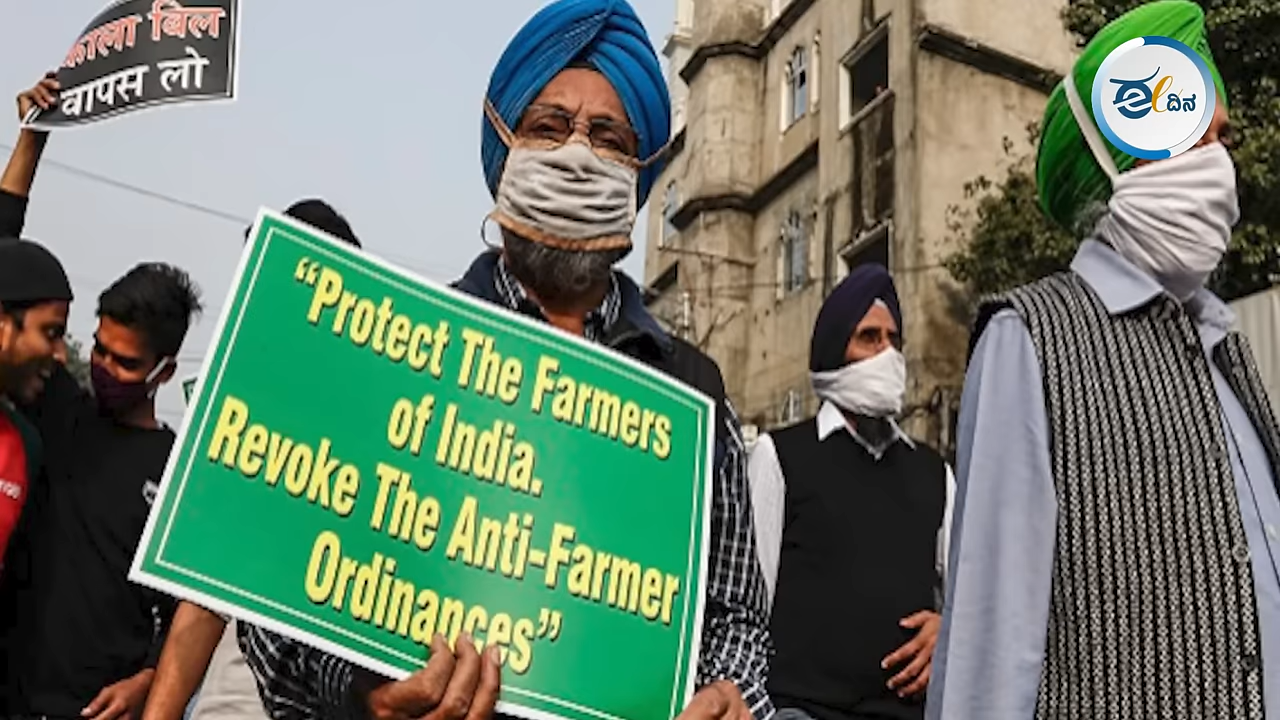 काला बिल
वापस लो
“Protect The Farmers
of India.
Revoke The Anti-Farmer
Ordinances”
ದಿನ